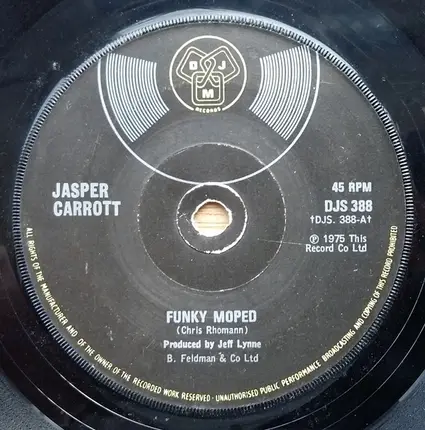 D J
M
RECORDS
JASPER
CARROTT
45 RPM
DJS 388
†DJS. 388-A†
℗ 1975 This
Record Co Ltd
FUNKY MOPED
(Chris Rhomann)
Produced by Jeff Lynne
B. Feldman & Co Ltd
ALL RIGHTS OF THE MANUFACTURER AND OF THE OWNER OF THE RECORDED WORK RESERVED · UNAUTHORISED PUBLIC PERFORMANCE BROADCASTING AND COPYING OF THIS RECORD PROHIBITED